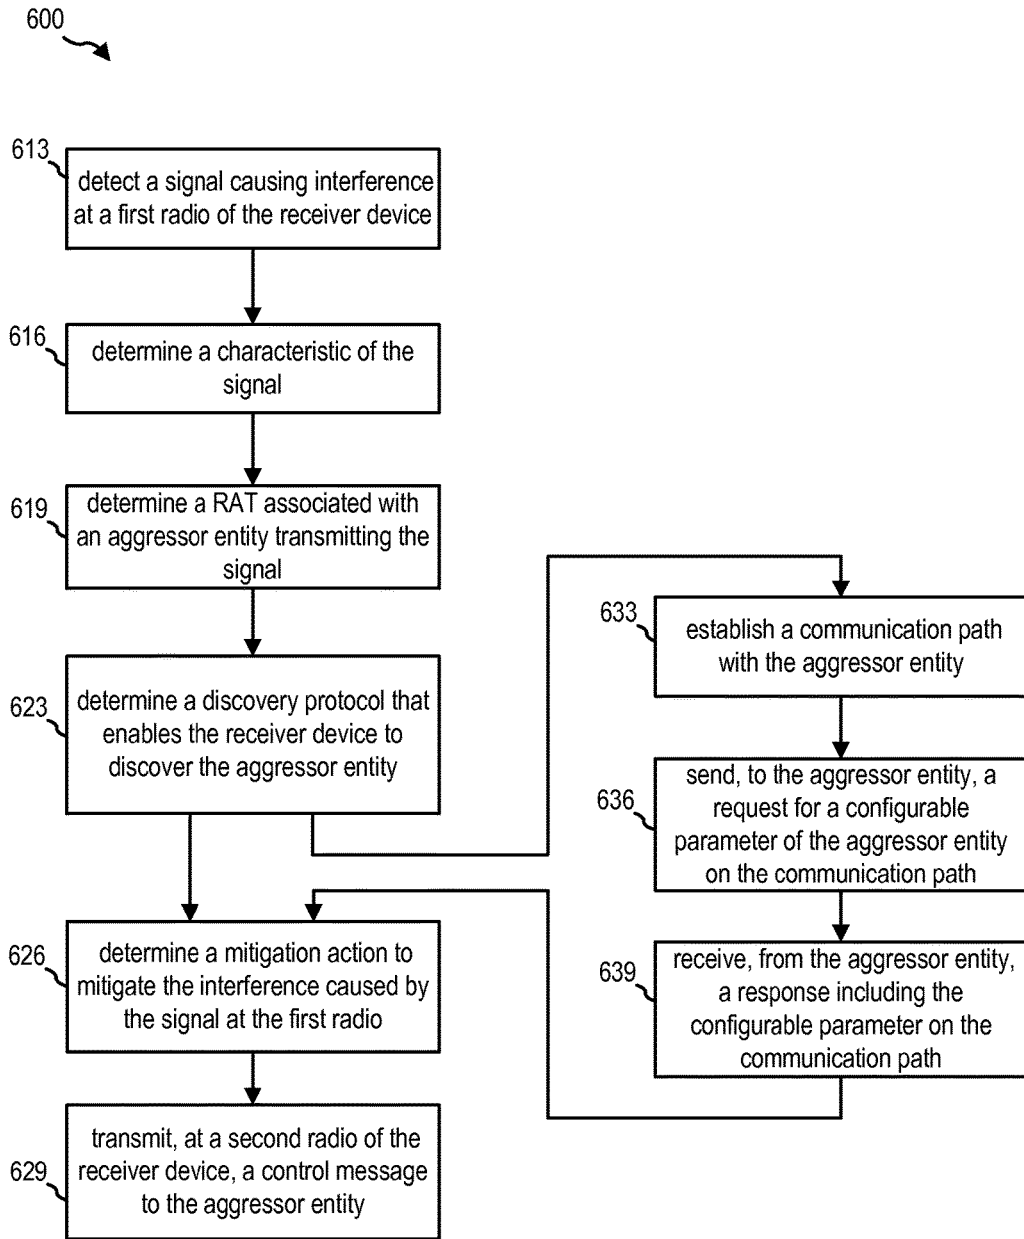 600
613
detect a signal causing interference
at a first radio of the receiver device
616
determine a characteristic of the
signal
619
determine a RAT associated with
an aggressor entity transmitting the
signal
623
determine a discovery protocol that
enables the receiver device to
discover the aggressor entity
626
determine a mitigation action to
mitigate the interference caused by
the signal at the first radio
629
transmit, at a second radio of the
receiver device, a control message
to the aggressor entity
633
establish a communication path
with the aggressor entity
636
send, to the aggressor entity, a
request for a configurable
parameter of the aggressor entity
on the communication path
639
receive, from the aggressor entity,
a response including the
configurable parameter on the
communication path